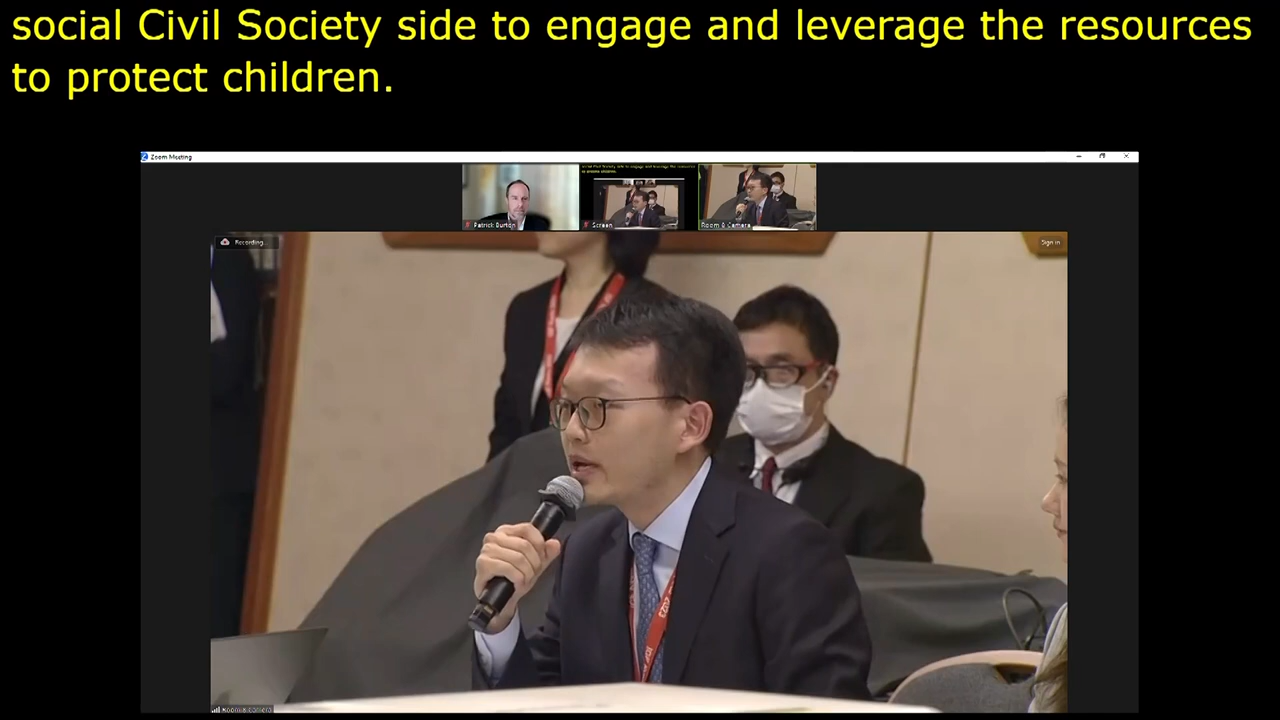 social Civil Society side to engage and leverage the resources
to protect children.
Zoom Meeting
Patrick Burton
Screen
Room 8 Camera
Recording...
Sign in